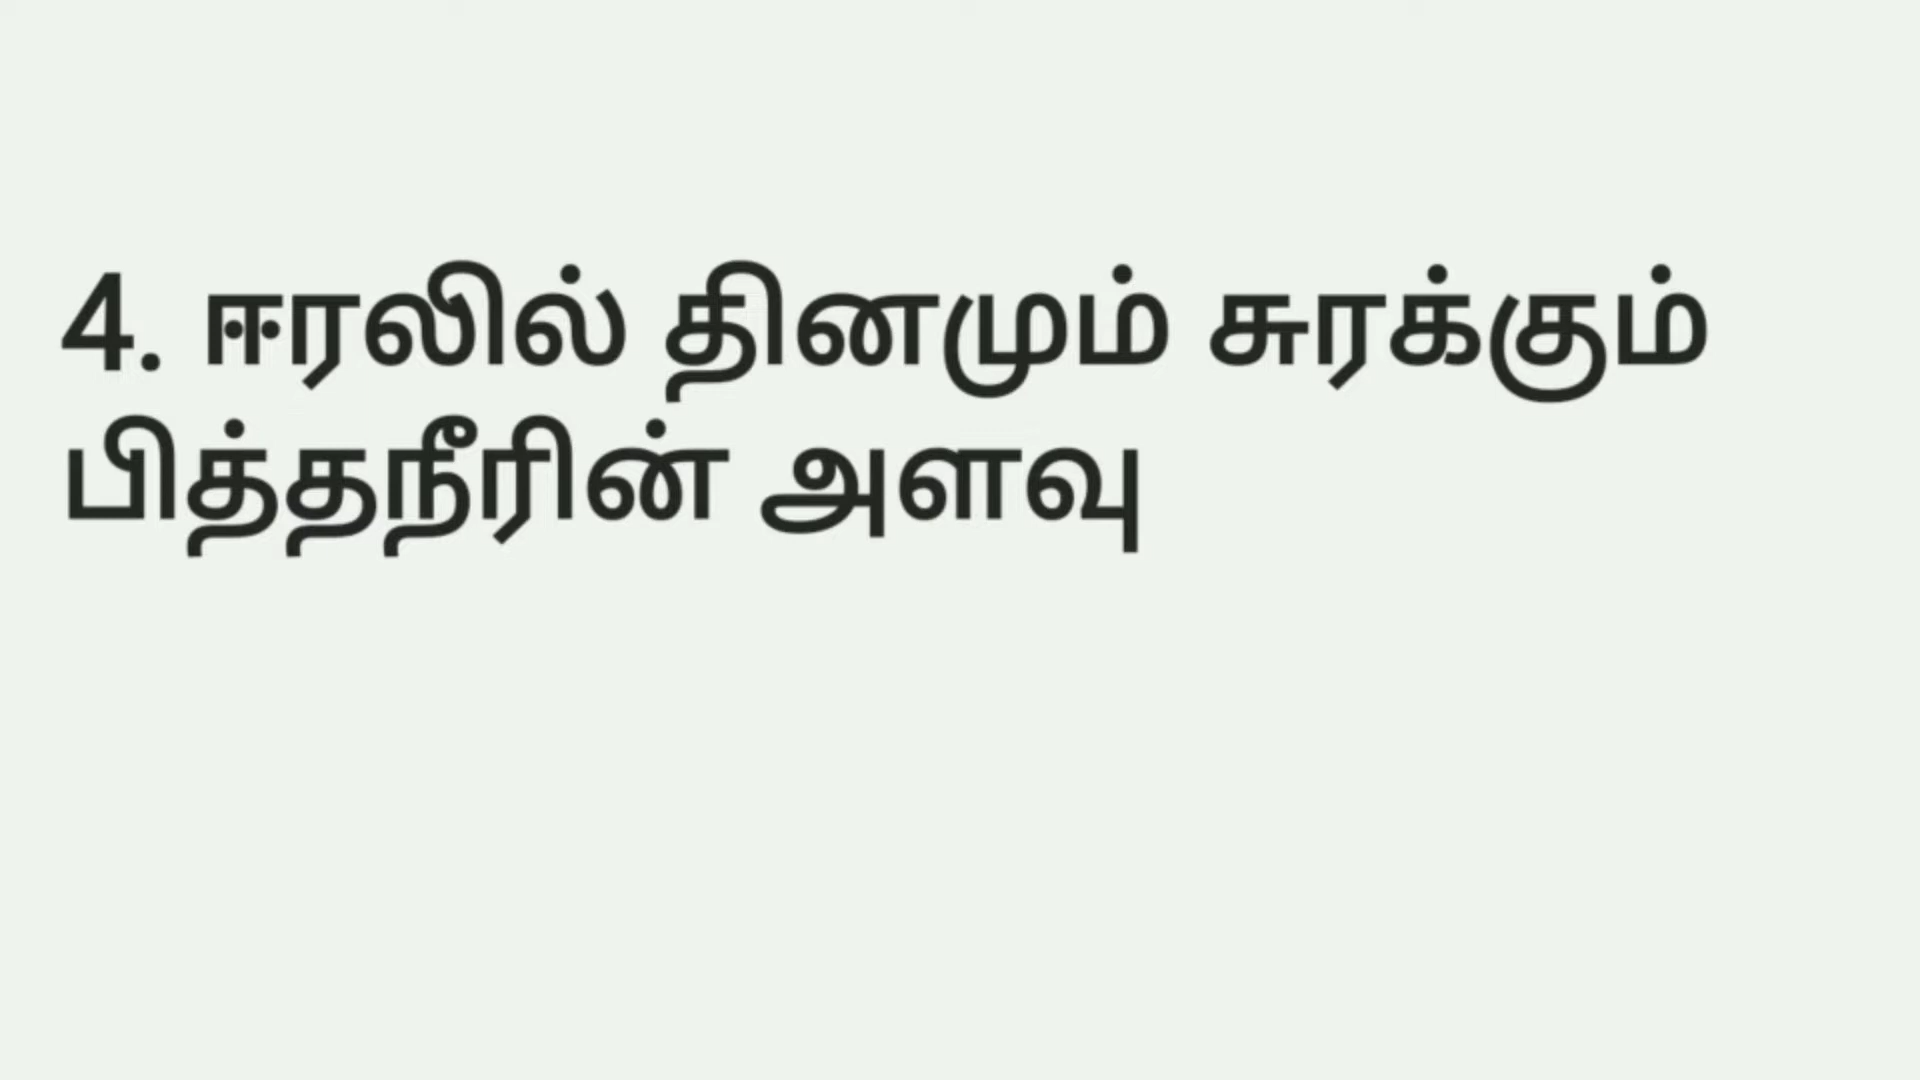 4. ஈரலில் தினமும் சுரக்கும்
பித்தநீரின் அளவு